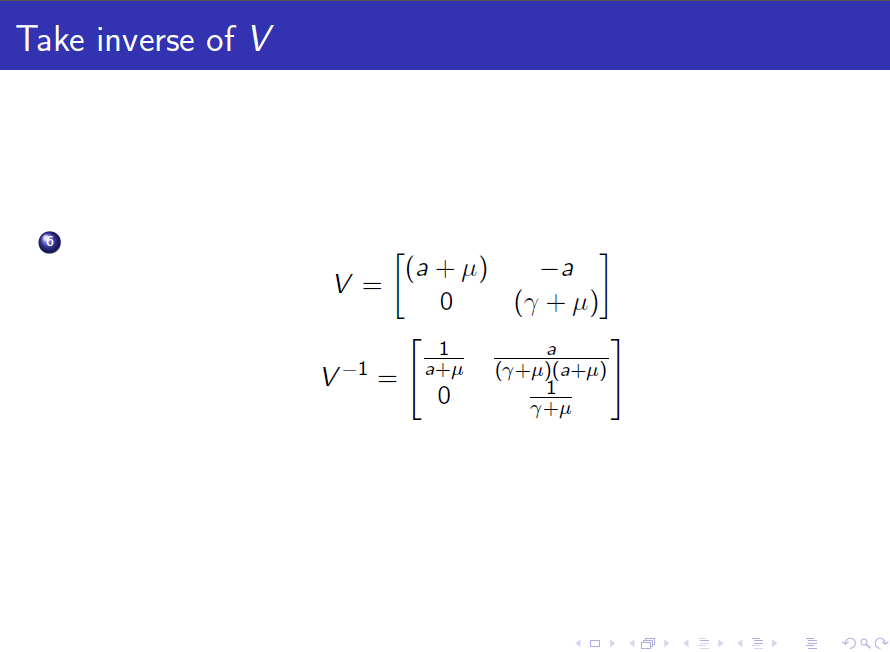 Take inverse of V
6
V = [ (a + μ) −a
0 (γ + μ) ]
V⁻¹ = [ 1/(a+μ) a/((γ+μ)(a+μ))
0 1/(γ+μ) ]